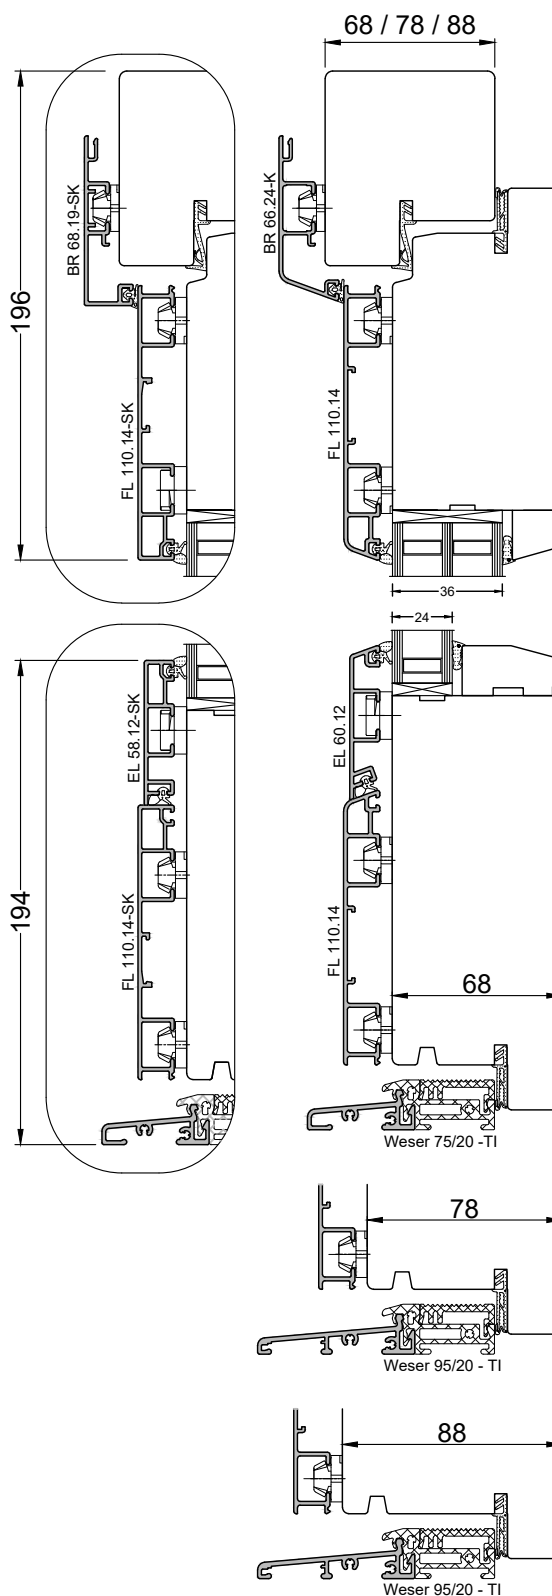 68 / 78 / 88
BR 68.19-SK
BR 66.24-K
196
FL 110.14-SK
FL 110.14
36
24
EL 58.12-SK
EL 60.12
194
FL 110.14-SK
FL 110.14
68
Weser 75/20 -TI
78
Weser 95/20 - TI
88
Weser 95/20 - TI